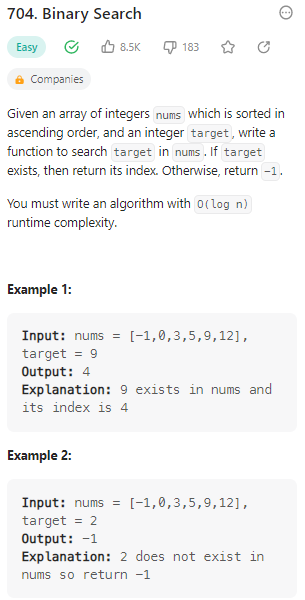 704. Binary Search
Easy 8.5K 183
Companies
Given an array of integers nums which is sorted in
ascending order, and an integer target, write a
function to search target in nums. If target
exists, then return its index. Otherwise, return -1.
You must write an algorithm with O(log n)
runtime complexity.
Example 1:
Input: nums = [-1,0,3,5,9,12],
target = 9
Output: 4
Explanation: 9 exists in nums and
its index is 4
Example 2:
Input: nums = [-1,0,3,5,9,12],
target = 2
Output: -1
Explanation: 2 does not exist in
nums so return -1